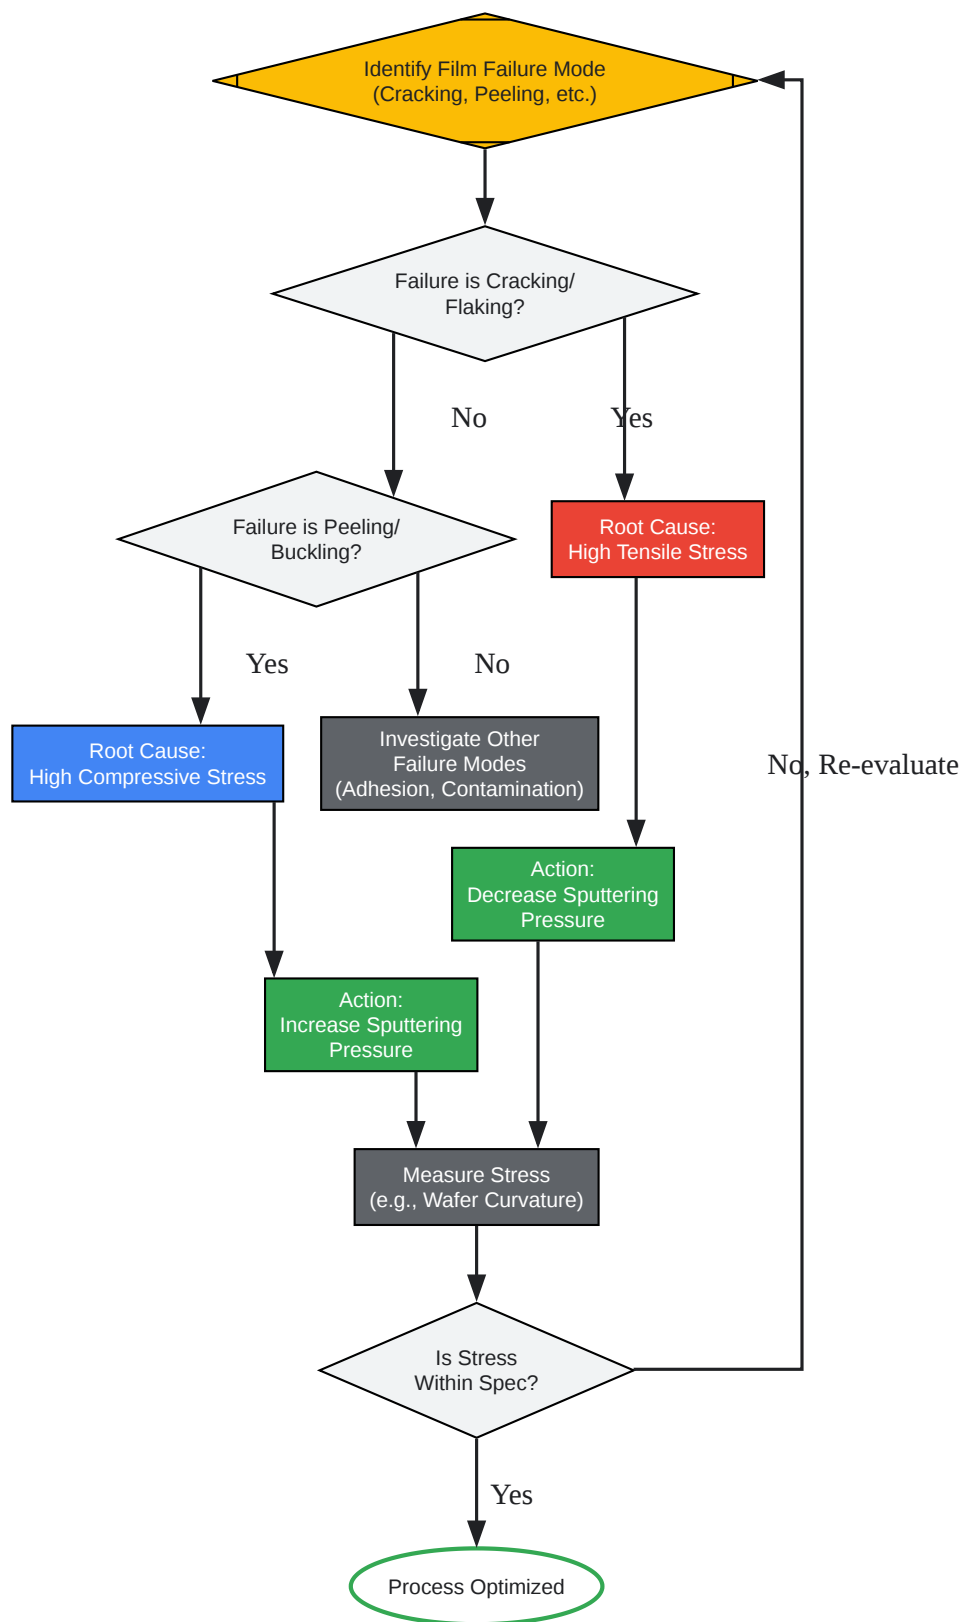 Identify Film Failure Mode
(Cracking, Peeling, etc.)
Failure is Cracking/
Flaking?
No
Yes
Failure is Peeling/
Buckling?
Root Cause:
High Tensile Stress
Yes
No
Root Cause:
High Compressive Stress
Investigate Other
Failure Modes
(Adhesion, Contamination)
No, Re-evaluate
Action:
Decrease Sputtering
Pressure
Action:
Increase Sputtering
Pressure
Measure Stress
(e.g., Wafer Curvature)
Is Stress
Within Spec?
Yes
Process Optimized